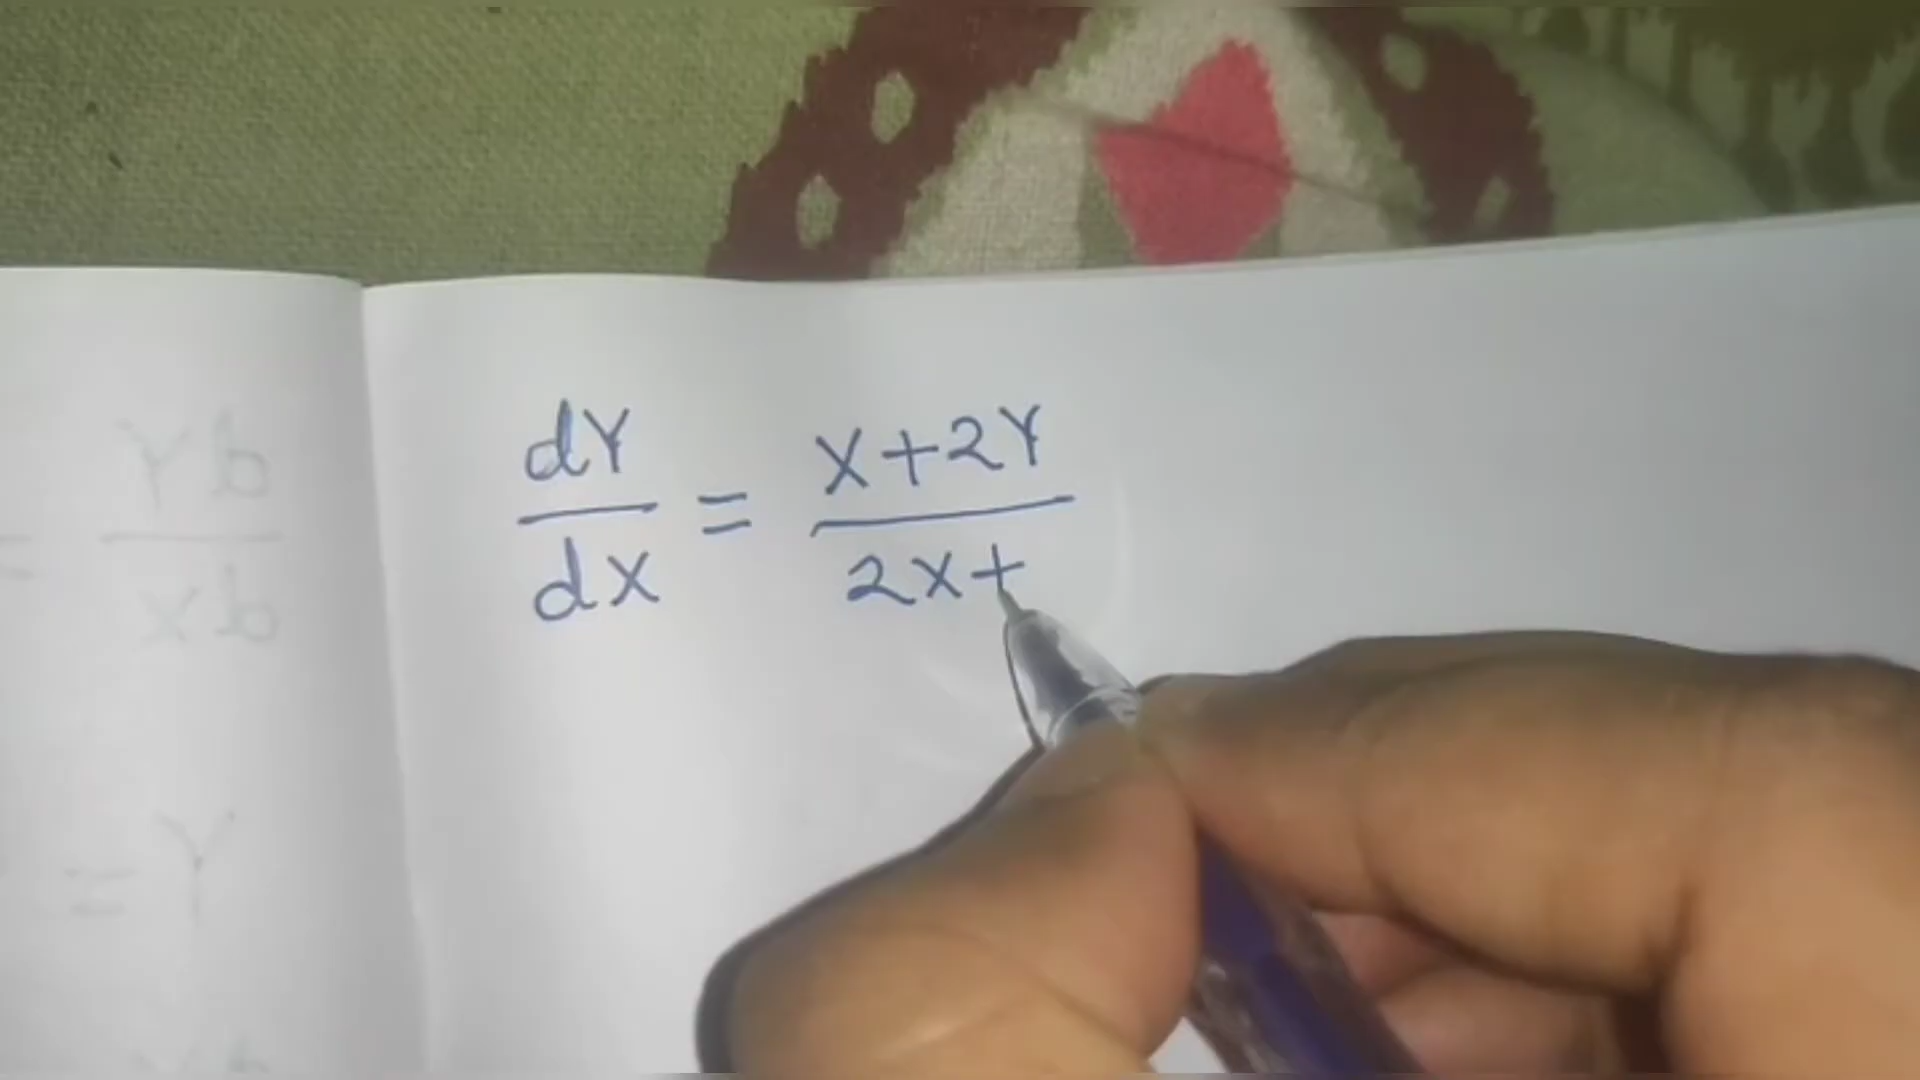 dY/dX = X+2Y/2X+